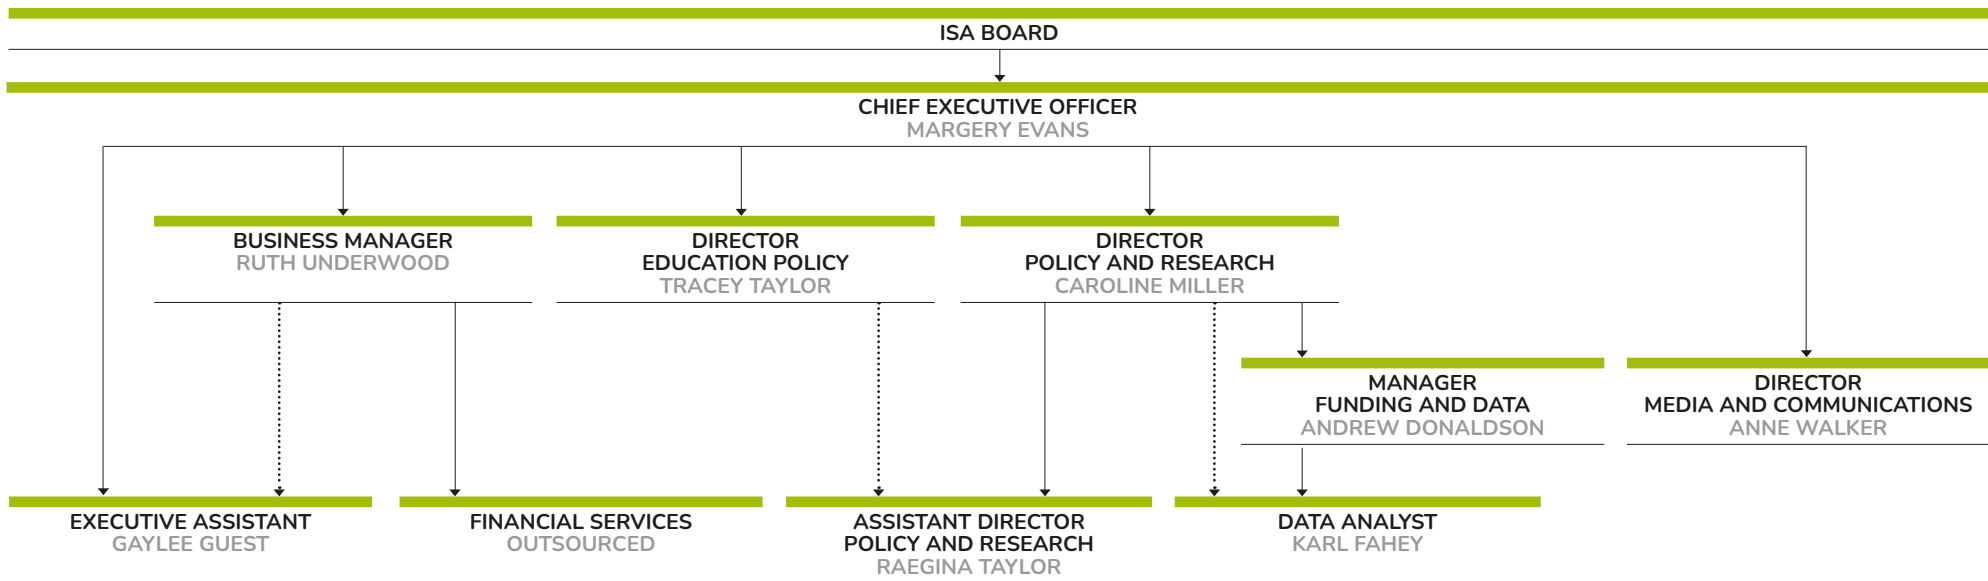 ISA BOARD
CHIEF EXECUTIVE OFFICER
MARGERY EVANS
BUSINESS MANAGER
RUTH UNDERWOOD
DIRECTOR
EDUCATION POLICY
TRACEY TAYLOR
DIRECTOR
POLICY AND RESEARCH
CAROLINE MILLER
MANAGER
FUNDING AND DATA
ANDREW DONALDSON
DIRECTOR
MEDIA AND COMMUNICATIONS
ANNE WALKER
EXECUTIVE ASSISTANT
GAYLEE GUEST
FINANCIAL SERVICES
OUTSOURCED
ASSISTANT DIRECTOR
POLICY AND RESEARCH
RAEGINA TAYLOR
DATA ANALYST
KARL FAHEY